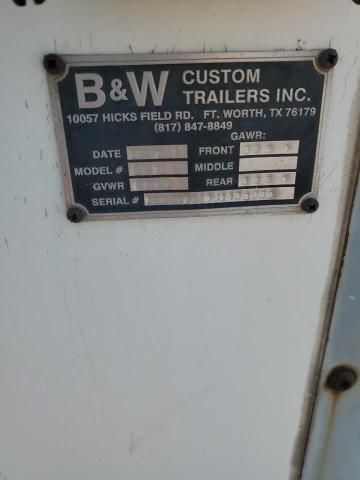 B&W CUSTOM TRAILERS INC.
10057 HICKS FIELD RD. FT. WORTH, TX 76179
(817) 847-8849
GAWR:
DATE FRONT
MODEL # MIDDLE
GVWR REAR
SERIAL #